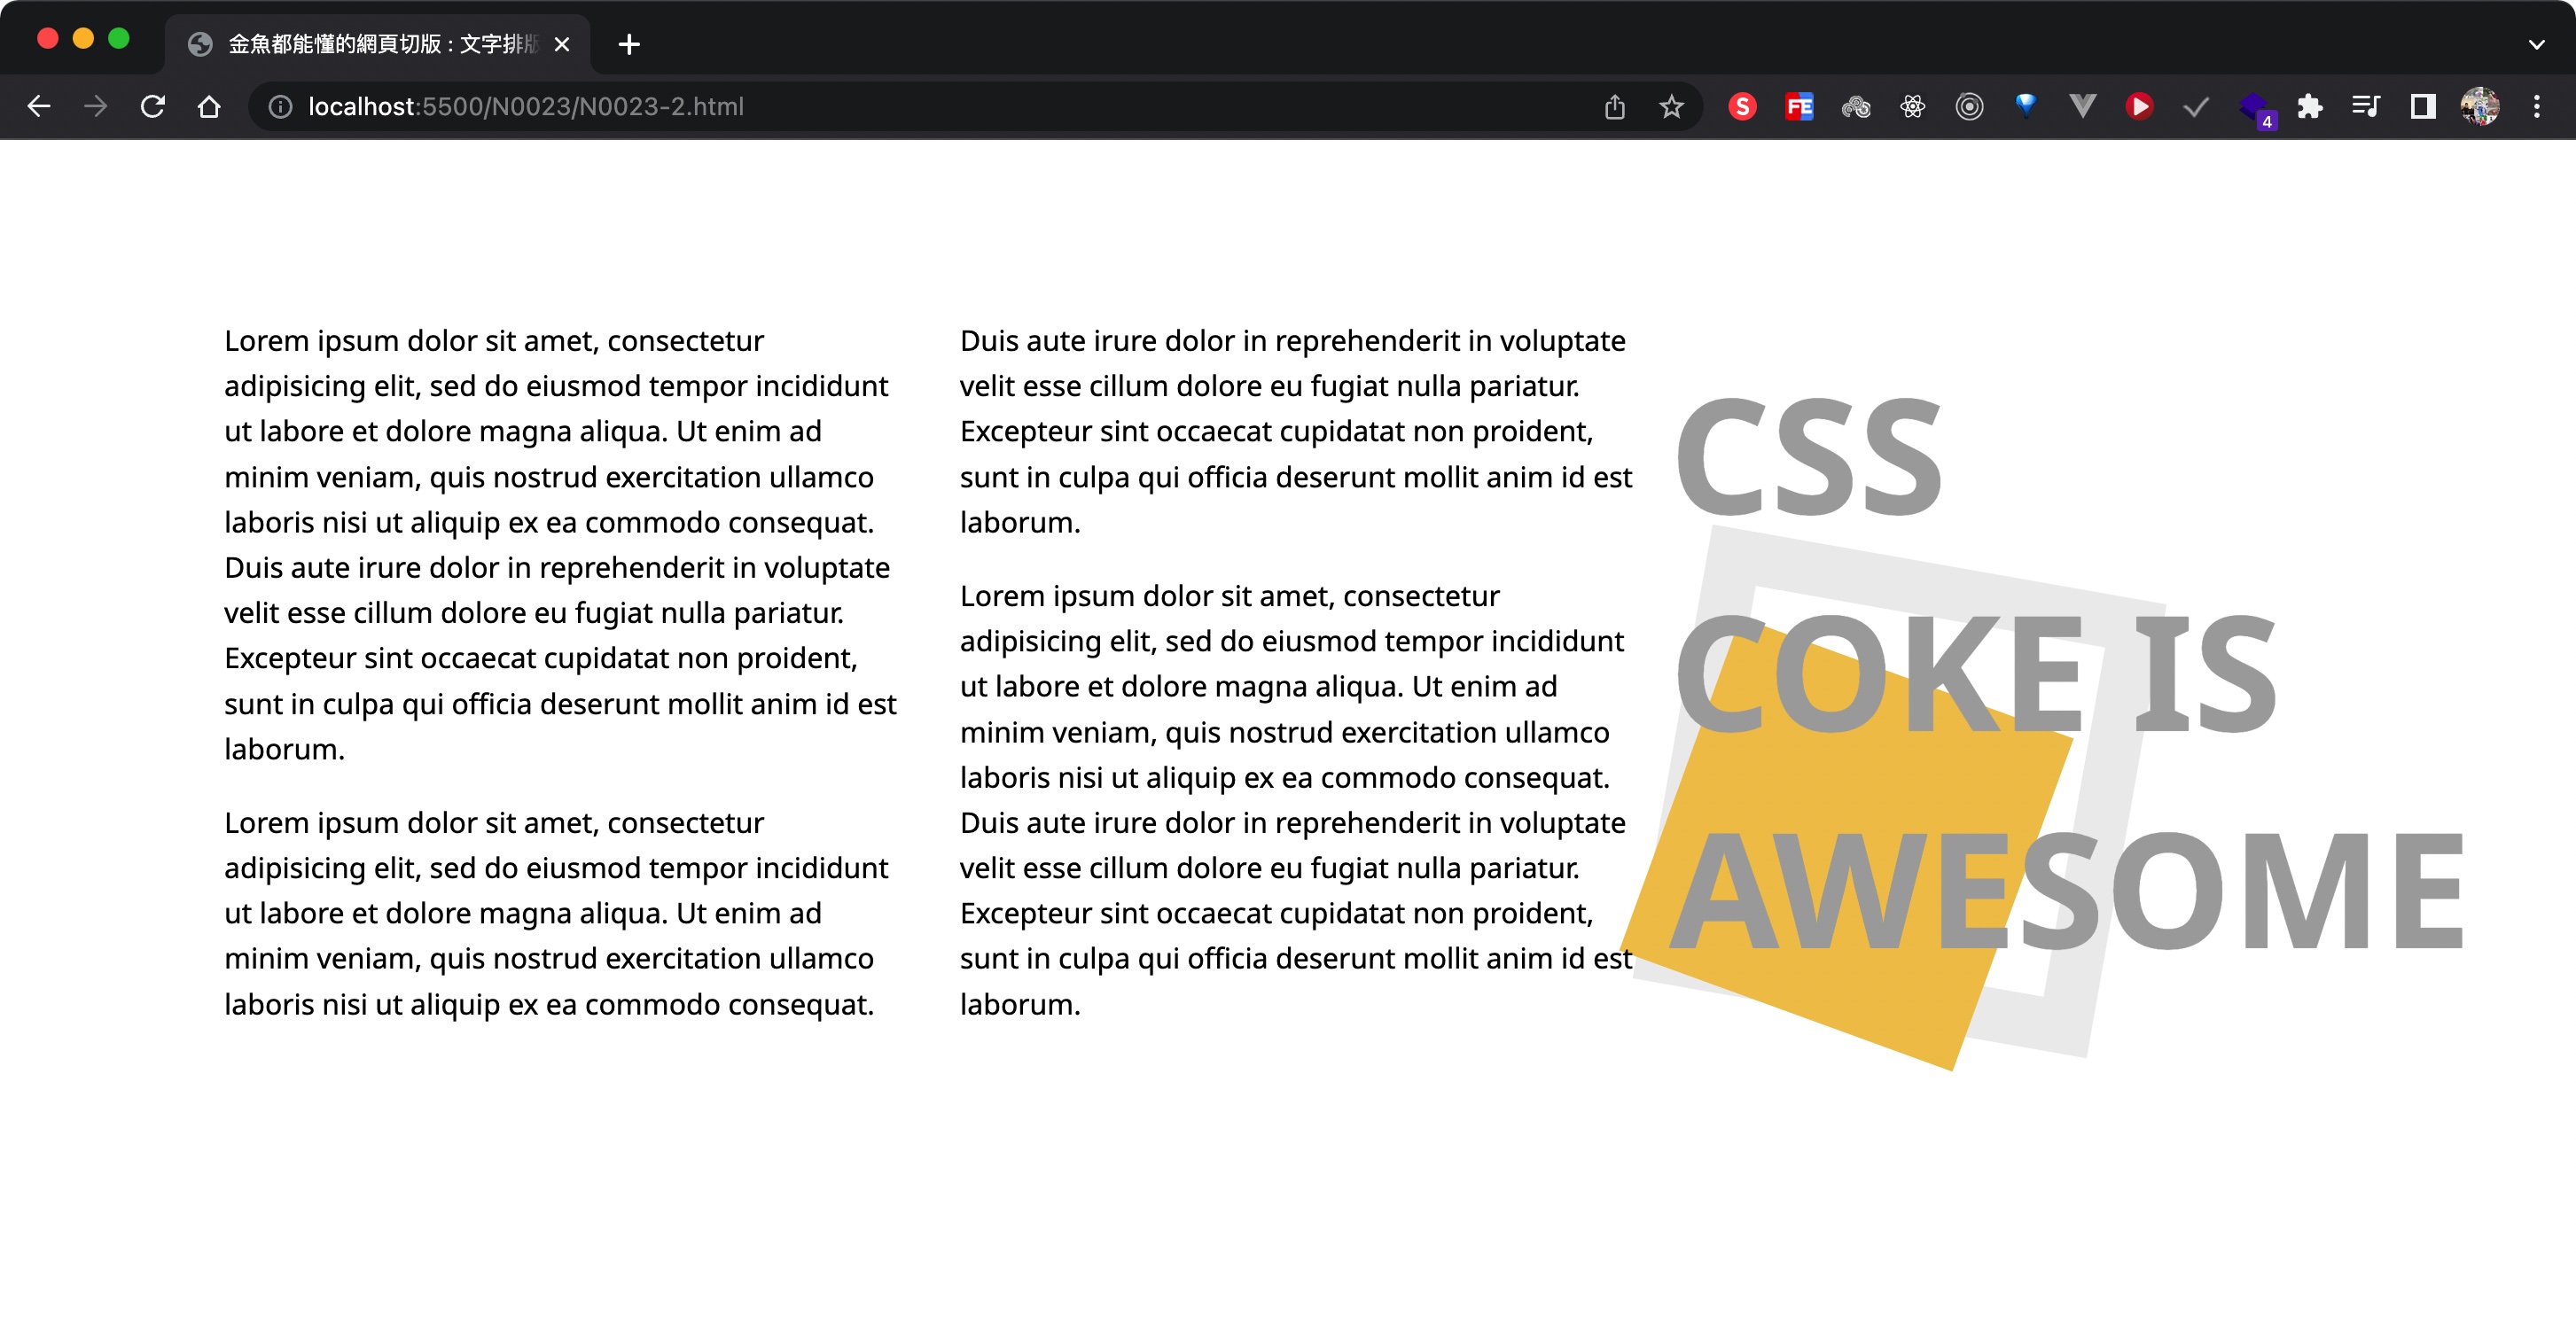 金魚都能懂的網頁切版 : 文字排版
localhost:5500/N0023/N0023-2.html
S
FE
4
Lorem ipsum dolor sit amet, consectetur
adipisicing elit, sed do eiusmod tempor incididunt
ut labore et dolore magna aliqua. Ut enim ad
minim veniam, quis nostrud exercitation ullamco
laboris nisi ut aliquip ex ea commodo consequat.
Duis aute irure dolor in reprehenderit in voluptate
velit esse cillum dolore eu fugiat nulla pariatur.
Excepteur sint occaecat cupidatat non proident,
sunt in culpa qui officia deserunt mollit anim id est
laborum.
Lorem ipsum dolor sit amet, consectetur
adipisicing elit, sed do eiusmod tempor incididunt
ut labore et dolore magna aliqua. Ut enim ad
minim veniam, quis nostrud exercitation ullamco
laboris nisi ut aliquip ex ea commodo consequat.
Duis aute irure dolor in reprehenderit in voluptate
velit esse cillum dolore eu fugiat nulla pariatur.
Excepteur sint occaecat cupidatat non proident,
sunt in culpa qui officia deserunt mollit anim id est
laborum.
Lorem ipsum dolor sit amet, consectetur
adipisicing elit, sed do eiusmod tempor incididunt
ut labore et dolore magna aliqua. Ut enim ad
minim veniam, quis nostrud exercitation ullamco
laboris nisi ut aliquip ex ea commodo consequat.
Duis aute irure dolor in reprehenderit in voluptate
velit esse cillum dolore eu fugiat nulla pariatur.
Excepteur sint occaecat cupidatat non proident,
sunt in culpa qui officia deserunt mollit anim id est
laborum.
CSS
COKE IS
AWESOME